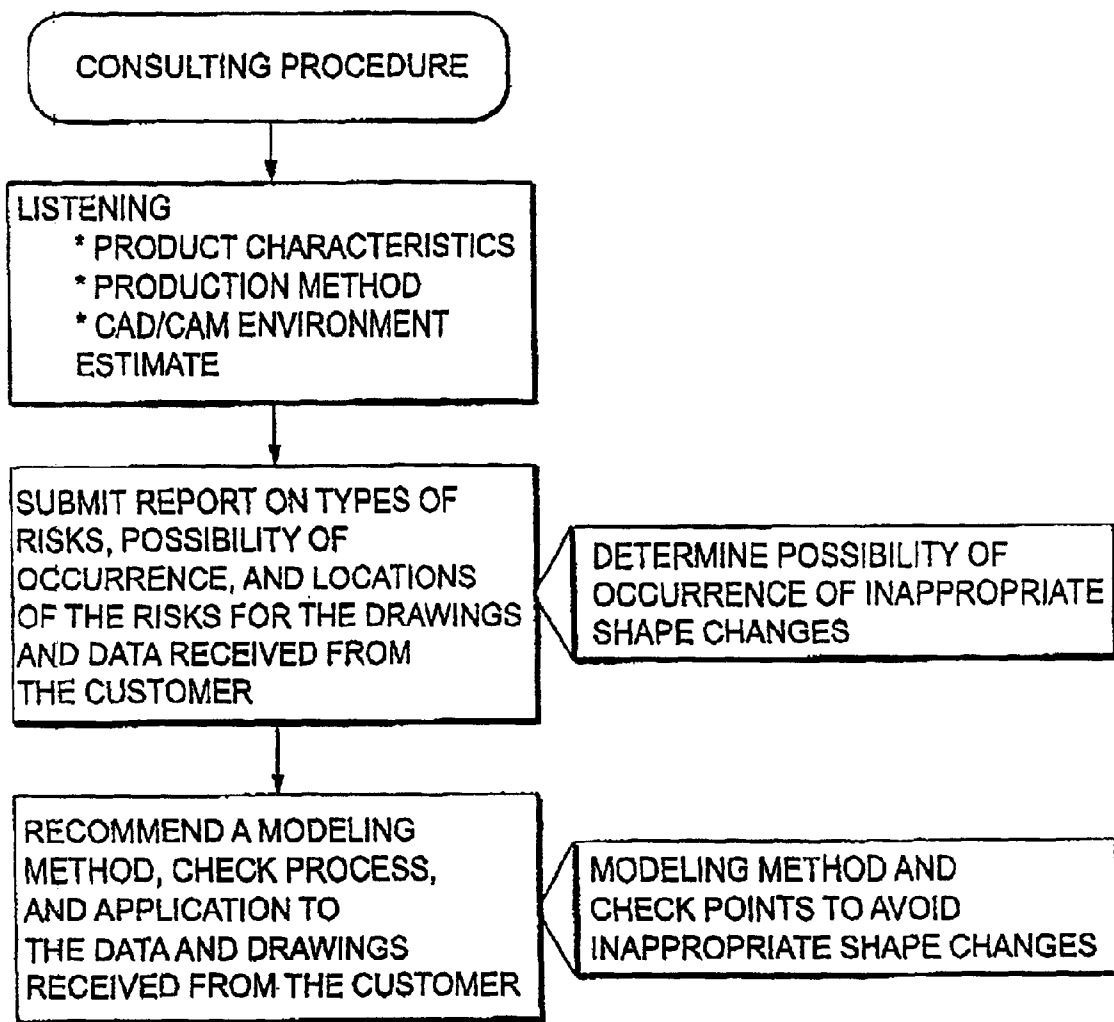 CONSULTING PROCEDURE
LISTENING
* PRODUCT CHARACTERISTICS
* PRODUCTION METHOD
* CAD/CAM ENVIRONMENT
ESTIMATE
SUBMIT REPORT ON TYPES OF
RISKS, POSSIBILITY OF
OCCURRENCE, AND LOCATIONS
OF THE RISKS FOR THE DRAWINGS
AND DATA RECEIVED FROM
THE CUSTOMER
DETERMINE POSSIBILITY OF
OCCURRENCE OF INAPPROPRIATE
SHAPE CHANGES
RECOMMEND A MODELING
METHOD, CHECK PROCESS,
AND APPLICATION TO
THE DATA AND DRAWINGS
RECEIVED FROM THE CUSTOMER
MODELING METHOD AND
CHECK POINTS TO AVOID
INAPPROPRIATE SHAPE CHANGES